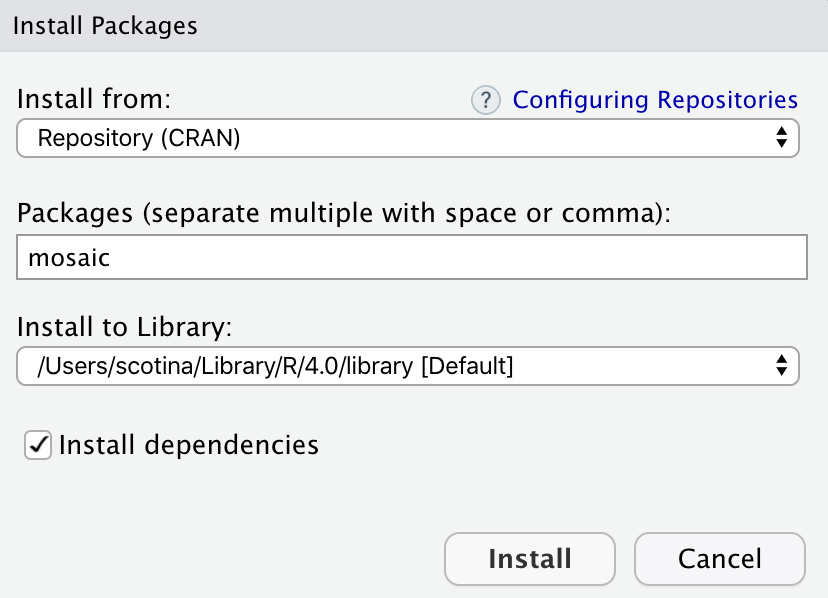 Install Packages
Install from:
? Configuring Repositories
Repository (CRAN)
Packages (separate multiple with space or comma):
mosaic
Install to Library:
/Users/scotina/Library/R/4.0/library [Default]
Install dependencies
Install
Cancel